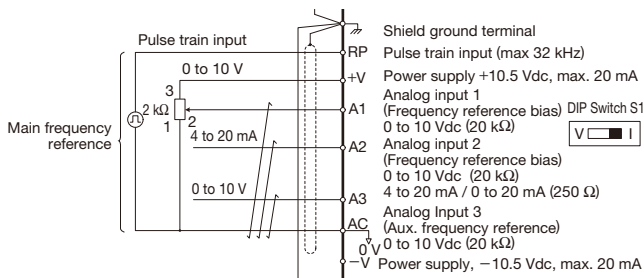 Shield ground terminal
Pulse train input
RP
Pulse train input (max 32 kHz)
0 to 10 V
+V
Power supply +10.5 Vdc, max. 20 mA
3
2 kΩ
2
1
A1
Analog input 1
(Frequency reference bias)
0 to 10 Vdc (20 kΩ)
DIP Switch S1
V
I
Main frequency
reference
4 to 20 mA
A2
Analog input 2
(Frequency reference bias)
0 to 10 Vdc (20 kΩ)
4 to 20 mA / 0 to 20 mA (250 Ω)
0 to 10 V
A3
Analog Input 3
(Aux. frequency reference)
0 to 10 Vdc (20 kΩ)
AC
0 V
−V
Power supply, −10.5 Vdc, max. 20 mA